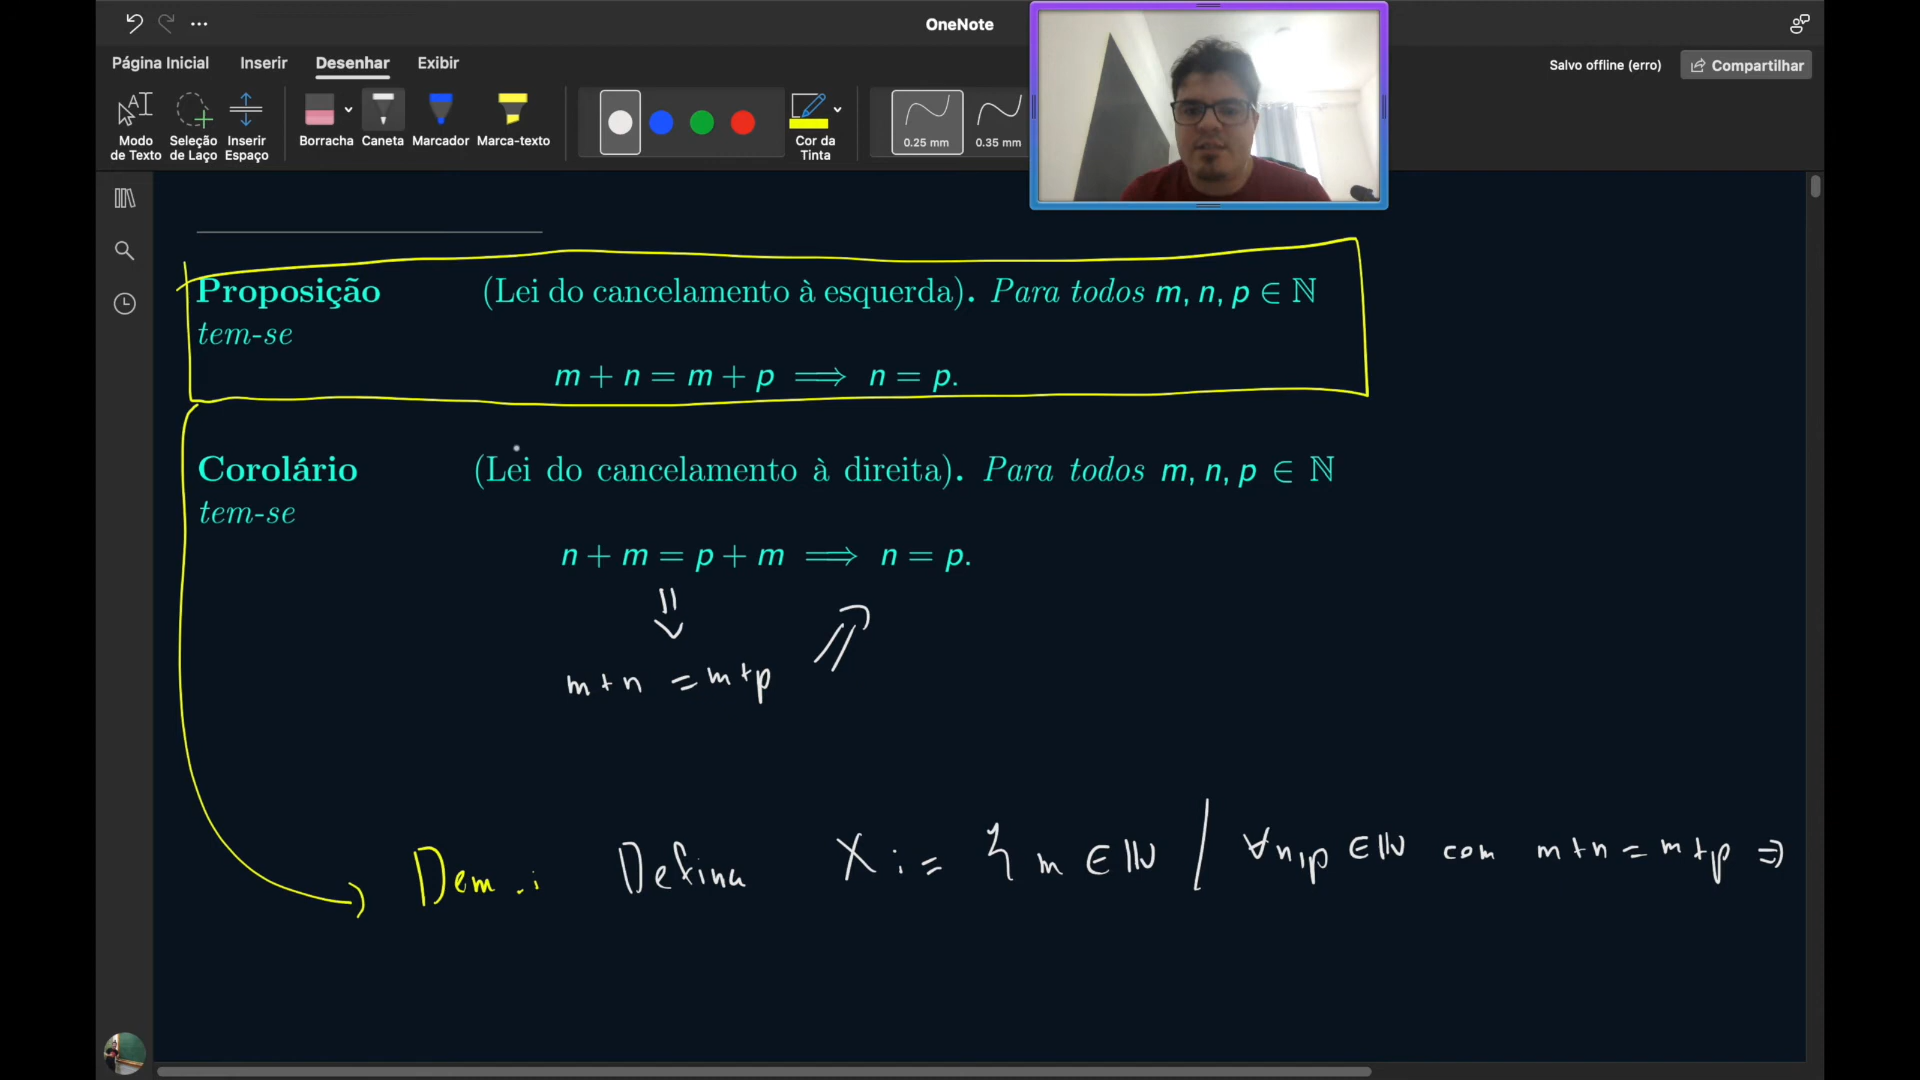 OneNote
Página Inicial Inserir Desenhar Exibir
Salvo offline (erro) Compartilhar
Modo de Texto
Seleção de Laço
Inserir Espaço
Borracha Caneta Marcador Marca-texto
Cor da Tinta
0.25 mm 0.35 mm
Proposição (Lei do cancelamento à esquerda). Para todos m, n, p ∈ ℕ
tem-se
m + n = m + p ⟹ n = p.
Corolário (Lei do cancelamento à direita). Para todos m, n, p ∈ ℕ
tem-se
n + m = p + m ⟹ n = p.
⇓ ⇗
m+n = m+p
Dem.: Defina X := { m ∈ ℕ / ∀n,p ∈ ℕ com m+n = m+p ⇒